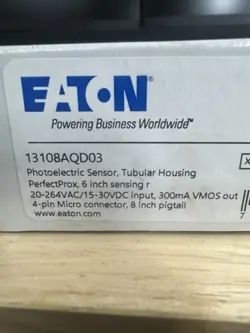 EATON
Powering Business Worldwide™
13108AQD03
Photoelectric Sensor, Tubular Housing
PerfectProx, 6 inch sensing r
20-264VAC/15-30VDC input, 300mA VMOS out
4-pin Micro connector, 8 inch pigtail
www.eaton.com
x
7